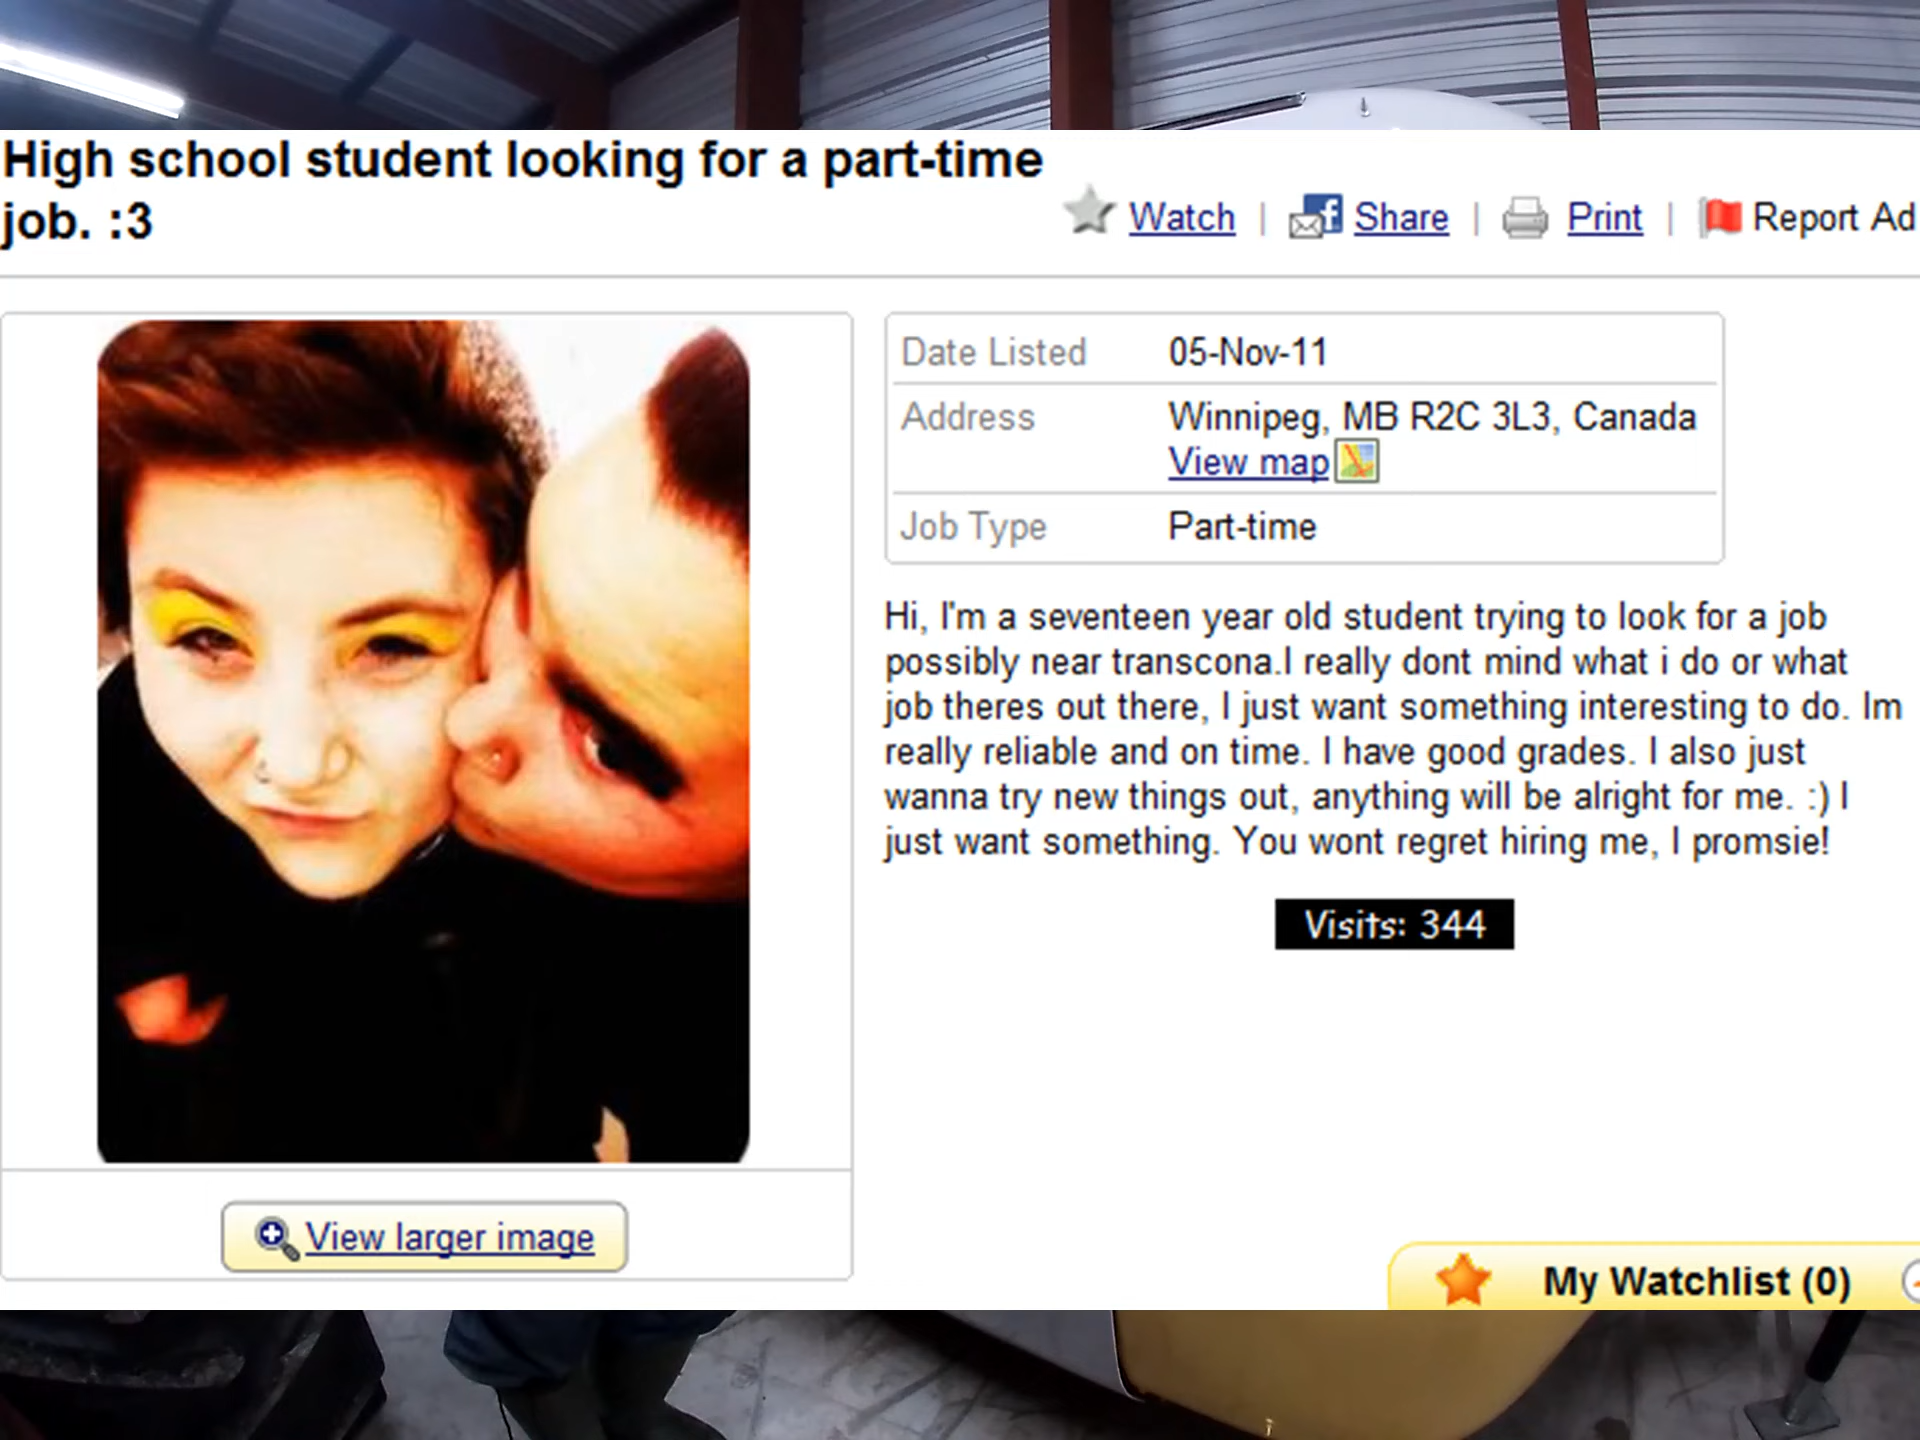 High school student looking for a part-time
job. :3
Watch | Share | Print | Report Ad
Date Listed 05-Nov-11
Address Winnipeg, MB R2C 3L3, Canada
View map
Job Type Part-time
Hi, I'm a seventeen year old student trying to look for a job
possibly near transcona.I really dont mind what i do or what
job theres out there, I just want something interesting to do. Im
really reliable and on time. I have good grades. I also just
wanna try new things out, anything will be alright for me. :) I
just want something. You wont regret hiring me, I promsie!
Visits: 344
View larger image
My Watchlist (0)